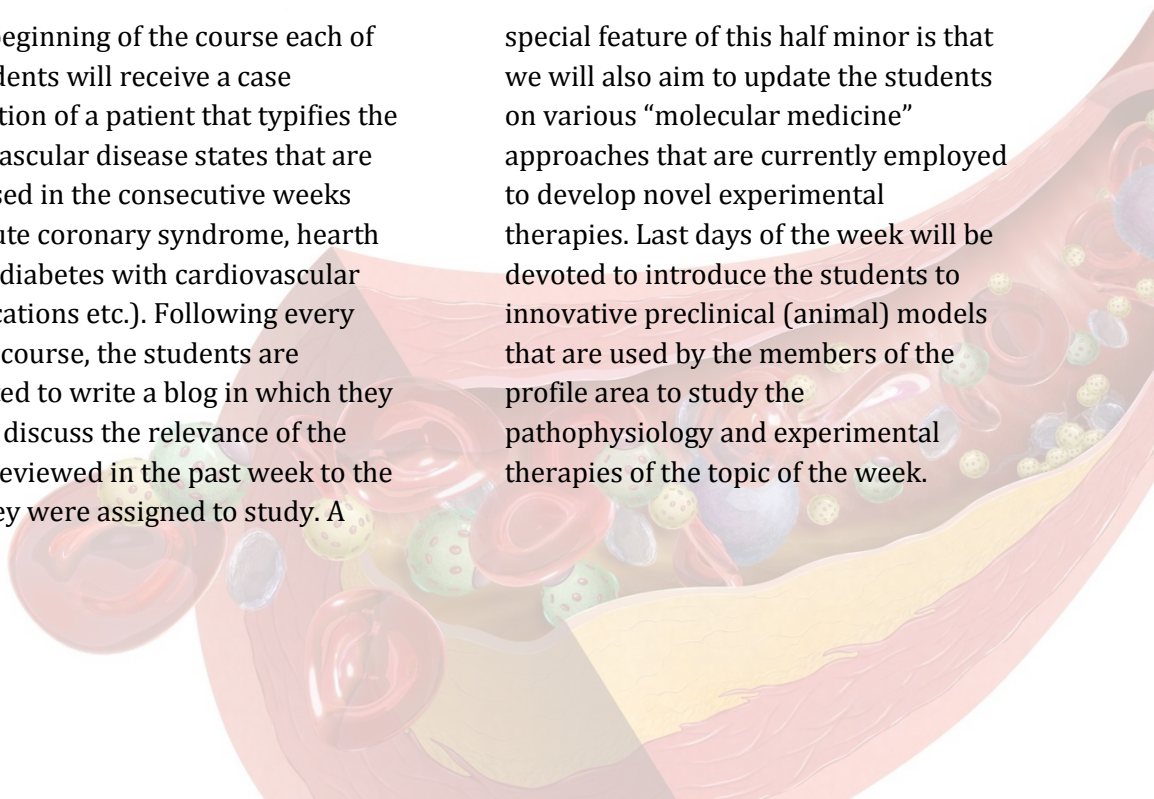 beginning of the course each of
dents will receive a case
tion of a patient that typifies the
vascular disease states that are
sed in the consecutive weeks
ute coronary syndrome, hearth
diabetes with cardiovascular
cations etc.). Following every
course, the students are
ted to write a blog in which they
discuss the relevance of the
eviewed in the past week to the
ey were assigned to study. A
special feature of this half minor is that
we will also aim to update the students
on various “molecular medicine”
approaches that are currently employed
to develop novel experimental
therapies. Last days of the week will be
devoted to introduce the students to
innovative preclinical (animal) models
that are used by the members of the
profile area to study the
pathophysiology and experimental
therapies of the topic of the week.